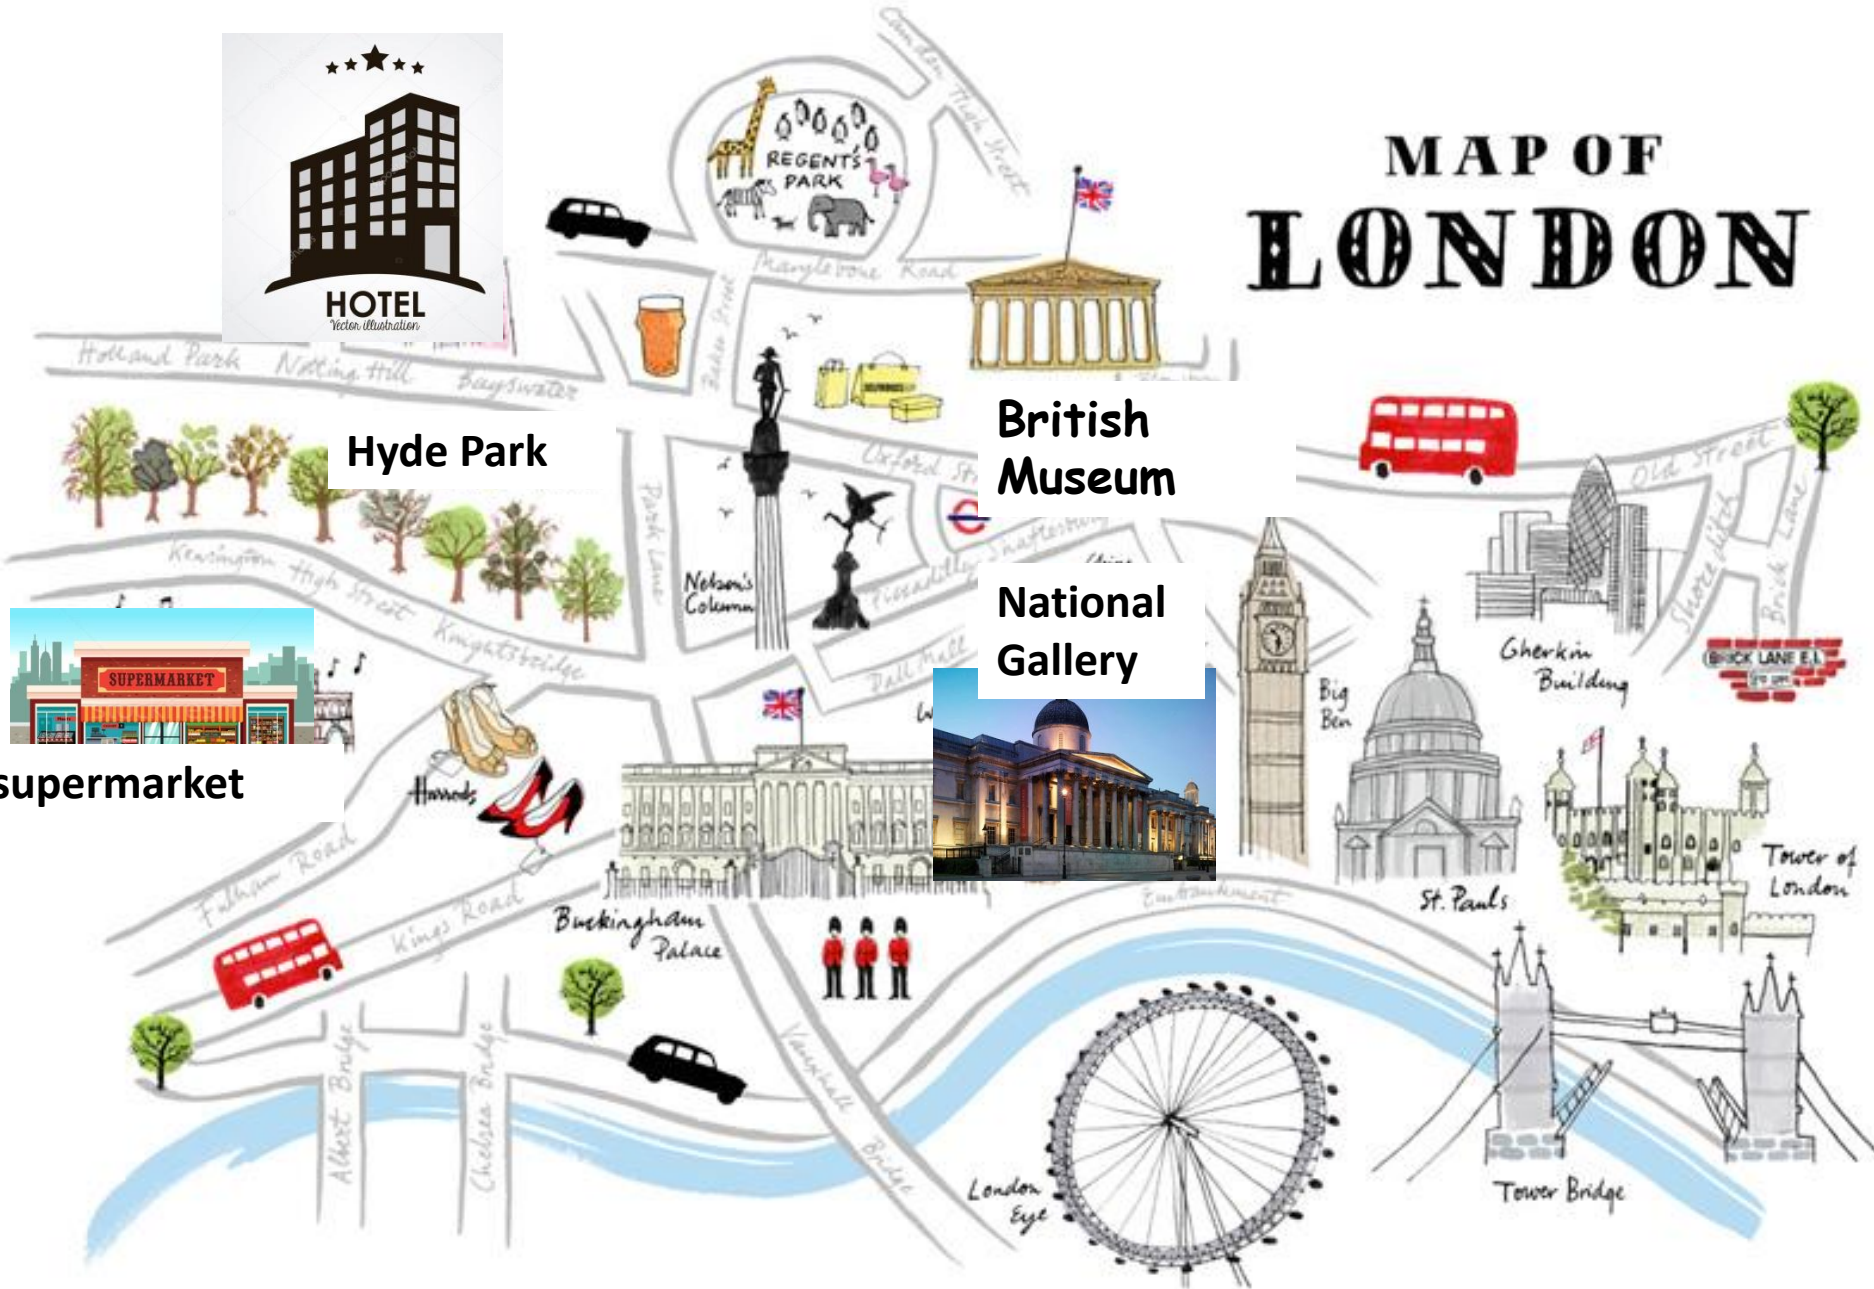 MAP OF
LONDON
HOTEL
Vector illustration
Camden High Street
REGENT'S
PARK
Marylebone Road
Baker Street
Holland Park Notting Hill Bayswater
Hyde Park
British
Museum
Oxford
Park Lane
Nelson's
Column
Piccadilly Shaftesbury
Old Street
Shoreditch
Brick Lane
Kensington High Street Knightsbridge
National
Gallery
Pall Mall
Big
Ben
Gherkin
Building
BRICK LANE E.1.
SUPERMARKET
supermarket
Harrods
Tower of
London
St. Pauls
Fulham Road
Kings Road
Buckingham
Palace
Embankment
Albert Bridge
Chelsea Bridge
Vauxhall Bridge
London
Eye
Tower Bridge